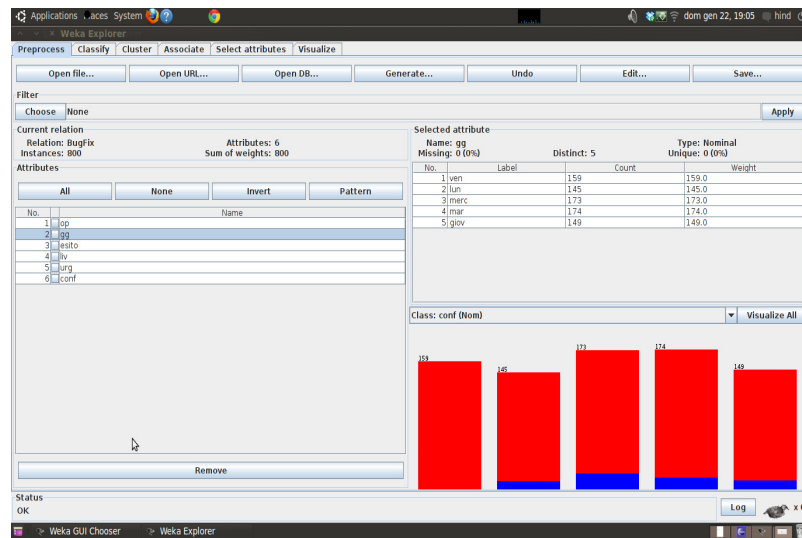 Applications aces System dom gen 22, 19:05 hind
Weka Explorer
Preprocess Classify Cluster Associate Select attributes Visualize
Open file... Open URL... Open DB... Generate... Undo Edit... Save...
Filter
Choose None Apply
Current relation
Relation: BugFix Attributes: 6
Instances: 800 Sum of weights: 800
Attributes
All None Invert Pattern
No. Name
1 op
2 gg
3 esito
4 liv
5 urg
6 conf
Remove
Selected attribute
Name: gg Type: Nominal
Missing: 0 (0%) Distinct: 5 Unique: 0 (0%)
No. Label Count Weight
1 ven 159 159.0
2 lun 145 145.0
3 merc 173 173.0
4 mar 174 174.0
5 giov 149 149.0
Class: conf (Nom) Visualize All
159 145 173 174 149
Status
OK Log x
Weka GUI Chooser Weka Explorer